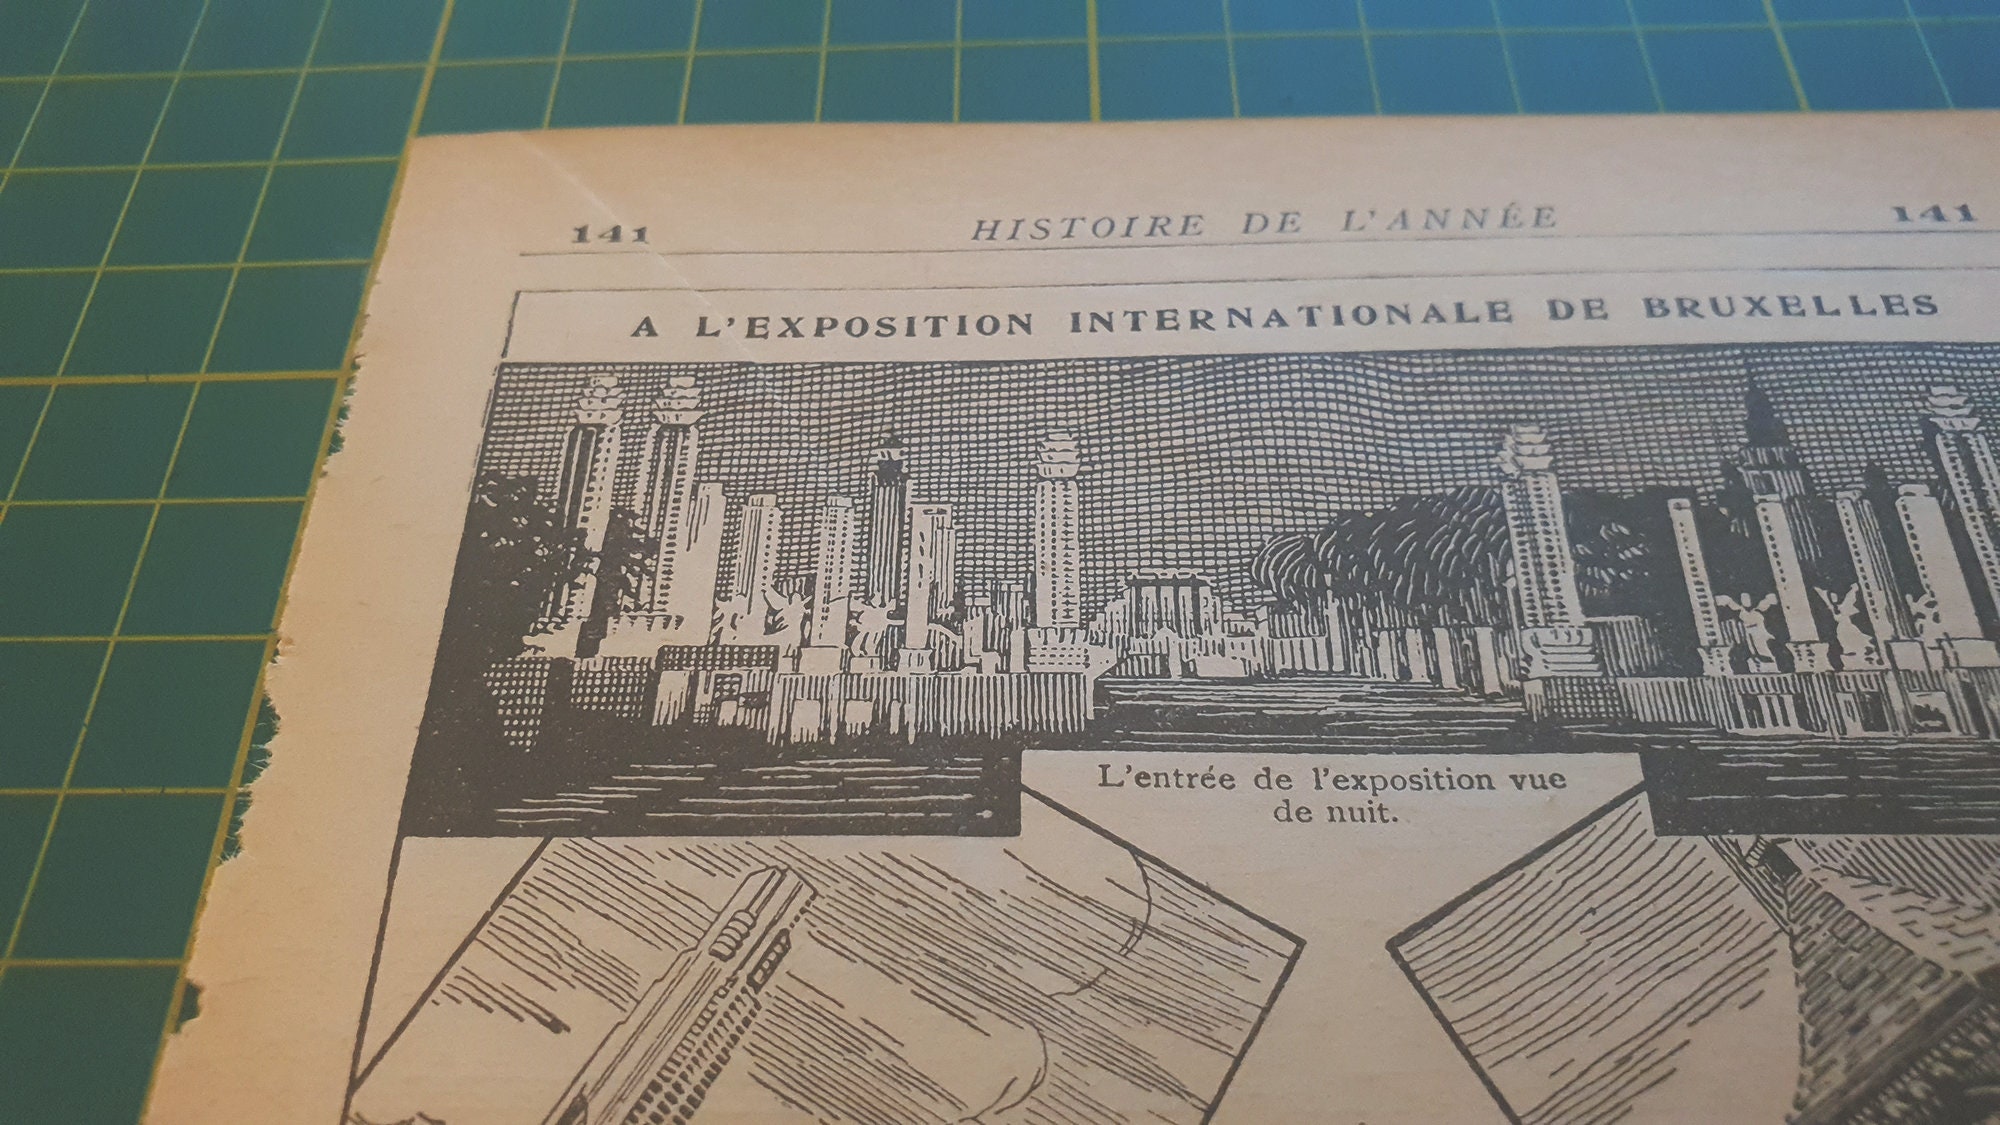 141 HISTOIRE DE L'ANNÉE 141
A L'EXPOSITION INTERNATIONALE DE BRUXELLES
L'entrée de l'exposition vue
de nuit.